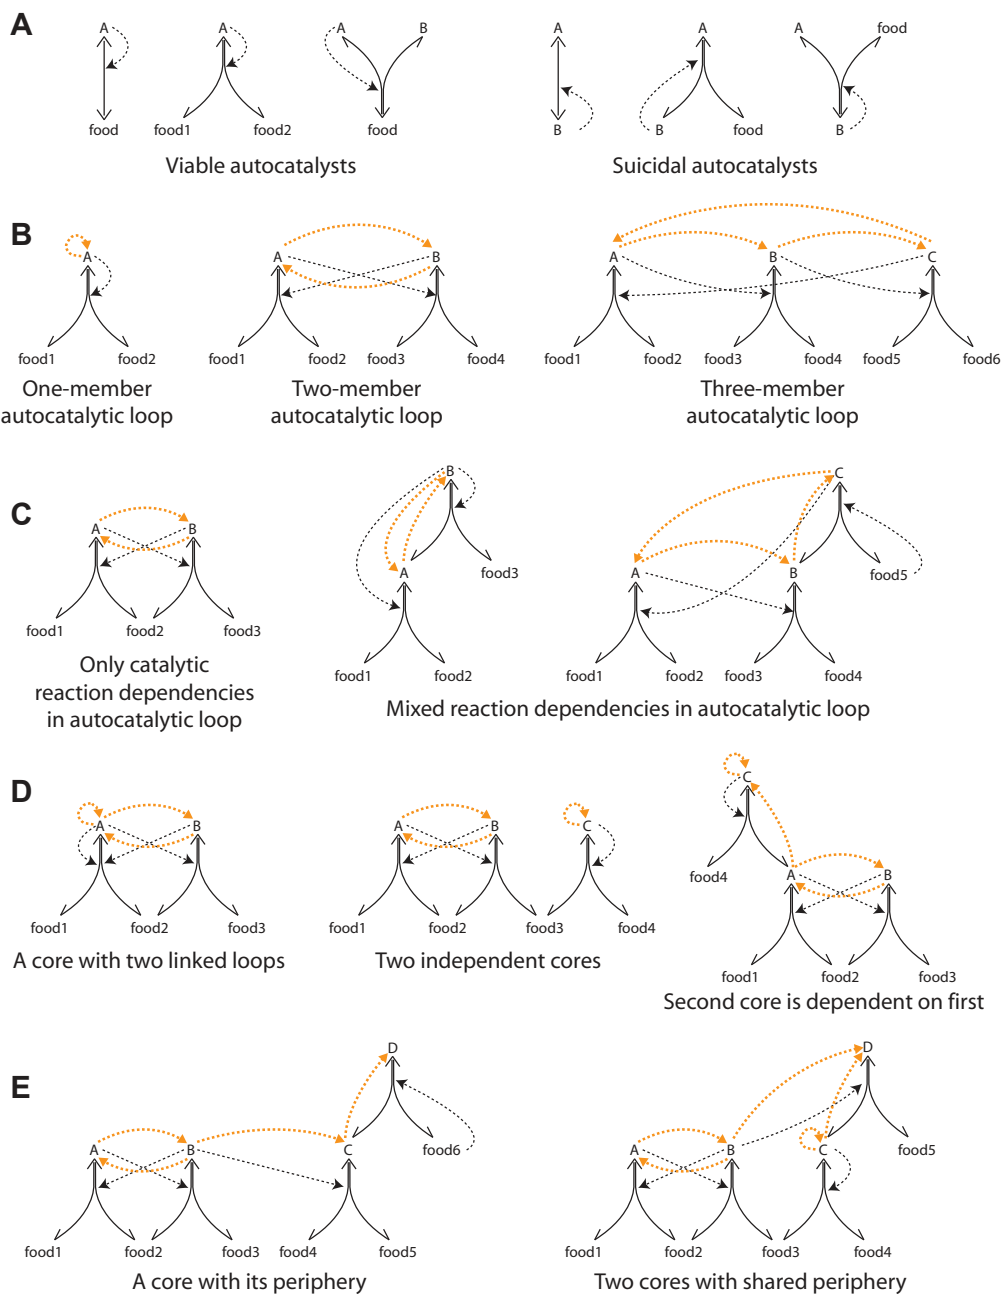 A
A A A B A A A food
food food1 food2 food B B food B
Viable autocatalysts Suicidal autocatalysts
B
A A B A B C
food1 food2 food1 food2 food3 food4 food1 food2 food3 food4 food5 food6
One-member Two-member Three-member
autocatalytic loop autocatalytic loop autocatalytic loop
C
B C
A B
food3 food5
A A B
food1 food2 food3
food1 food2 food1 food2 food3 food4
Only catalytic
reaction dependencies
in autocatalytic loop
Mixed reaction dependencies in autocatalytic loop
D
C
A B A B C
food4 A B
food1 food2 food3 food1 food2 food3 food4
A core with two linked loops Two independent cores
food1 food2 food3
Second core is dependent on first
E
D D
A B C food6 A B C food5
food1 food2 food3 food4 food5 food1 food2 food3 food4
A core with its periphery Two cores with shared periphery